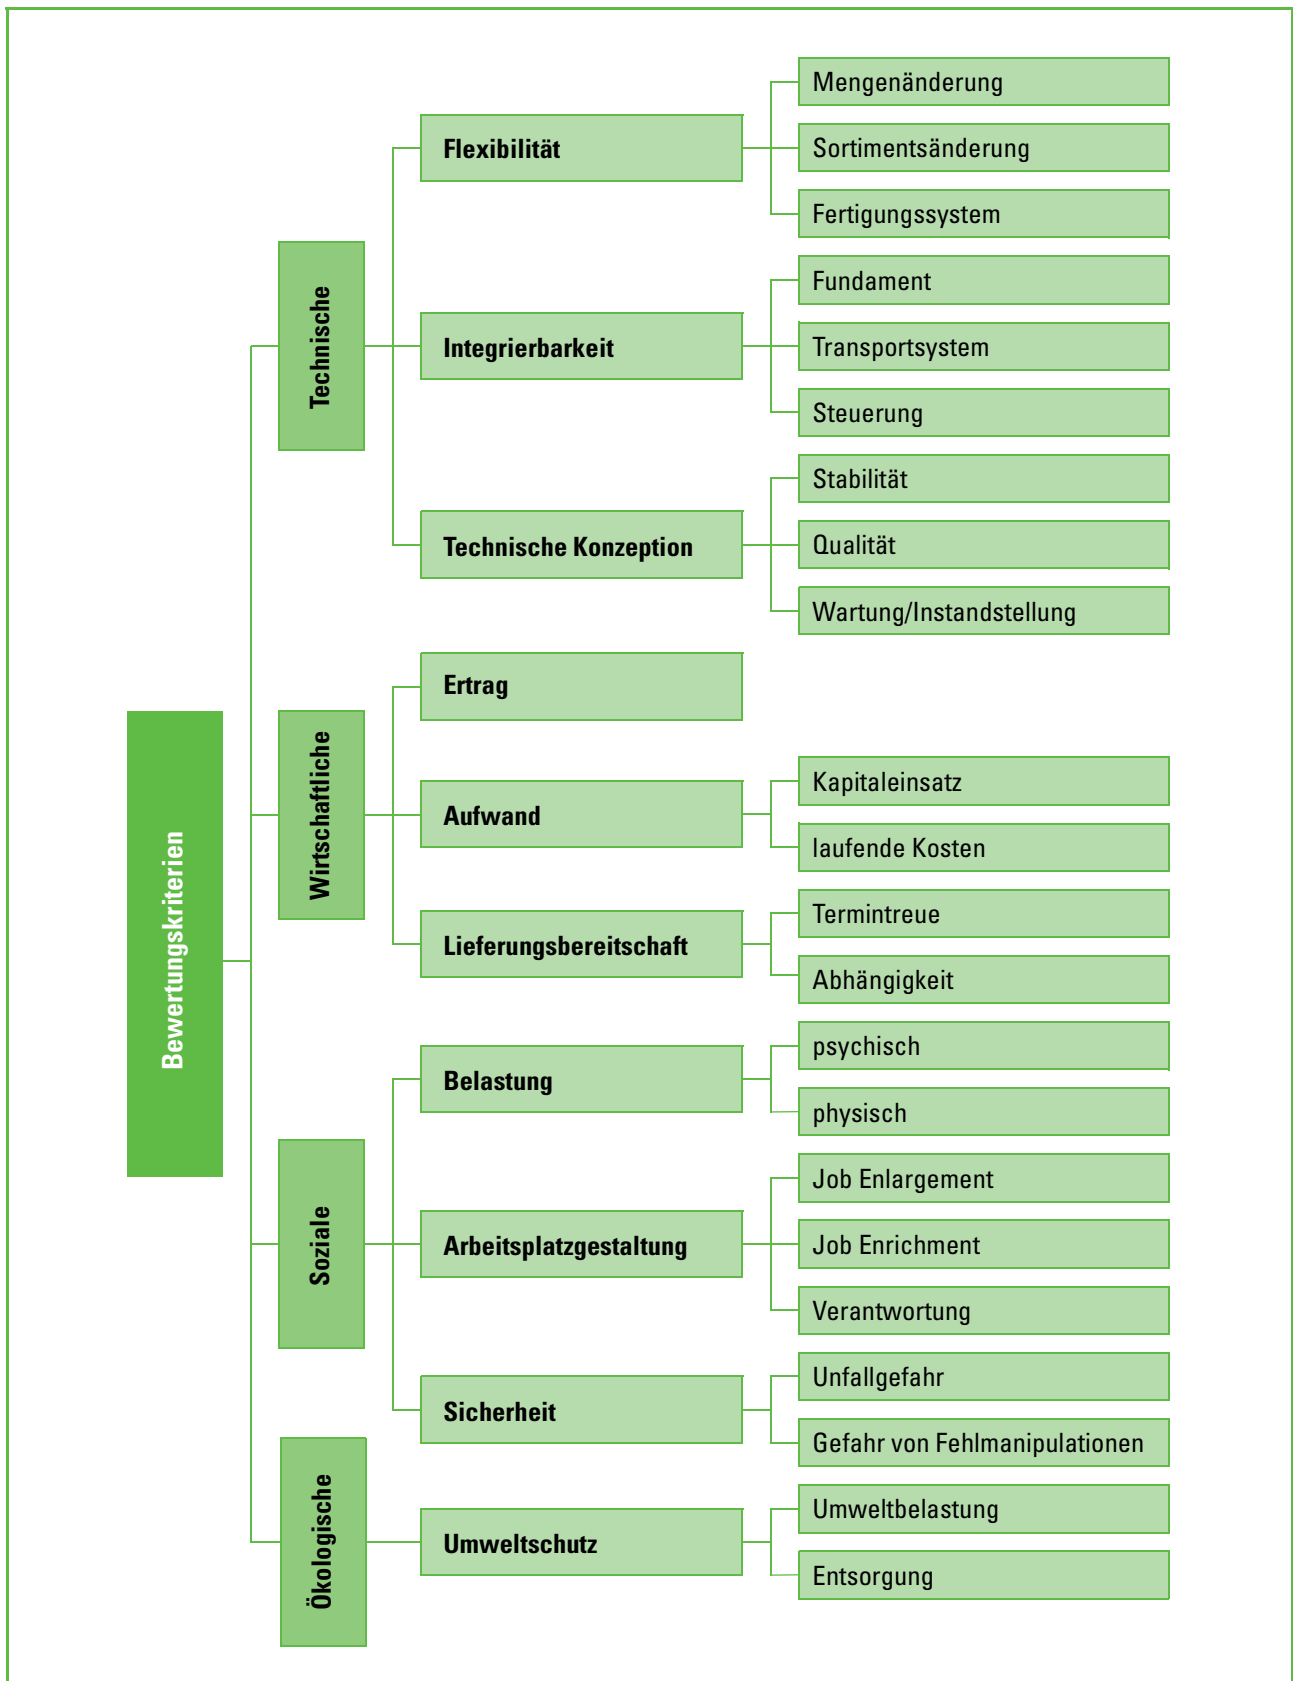 Bewertungskriterien
Technische
Flexibilität
Mengenänderung
Sortimentsänderung
Fertigungssystem
Integrierbarkeit
Fundament
Transportsystem
Steuerung
Technische Konzeption
Stabilität
Qualität
Wartung/Instandstellung
Wirtschaftliche
Ertrag
Aufwand
Kapitaleinsatz
laufende Kosten
Lieferungsbereitschaft
Termintreue
Abhängigkeit
Soziale
Belastung
psychisch
physisch
Arbeitsplatzgestaltung
Job Enlargement
Job Enrichment
Verantwortung
Sicherheit
Unfallgefahr
Gefahr von Fehlmanipulationen
Ökologische
Umweltschutz
Umweltbelastung
Entsorgung